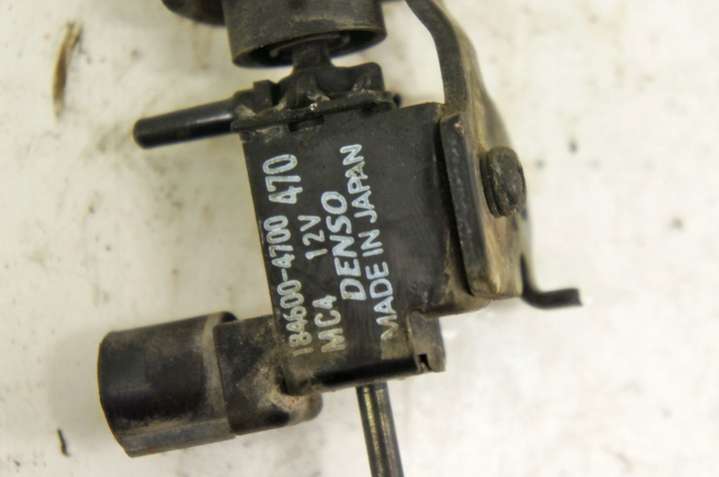 184600-4700 470
MC4 12V
DENSO
MADE IN JAPAN